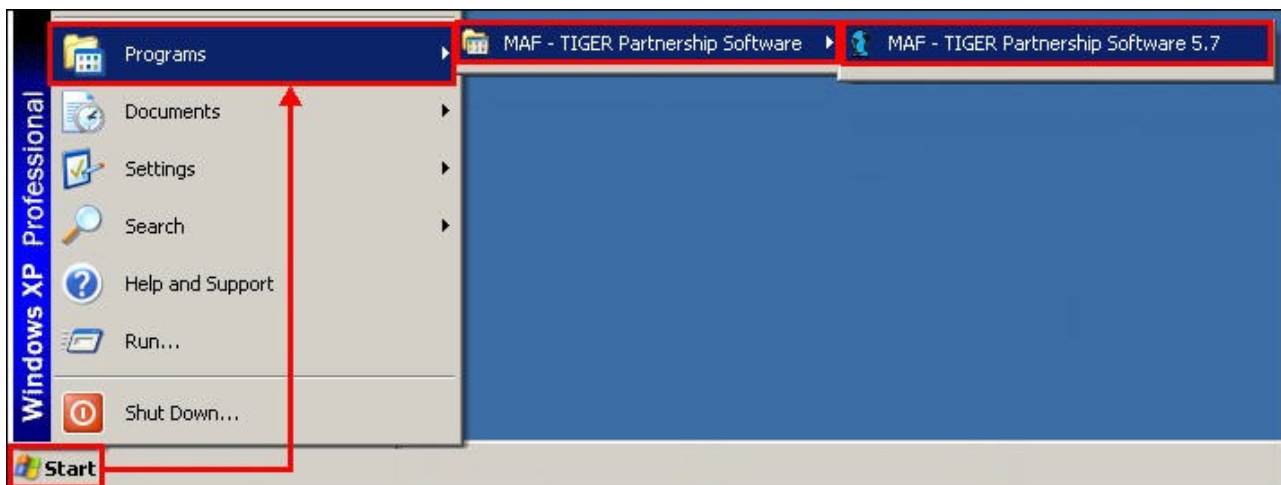 Programs
MAF - TIGER Partnership Software
MAF - TIGER Partnership Software 5.7
Documents
Settings
Search
Help and Support
Run...
Shut Down...
Windows XP Professional
Start